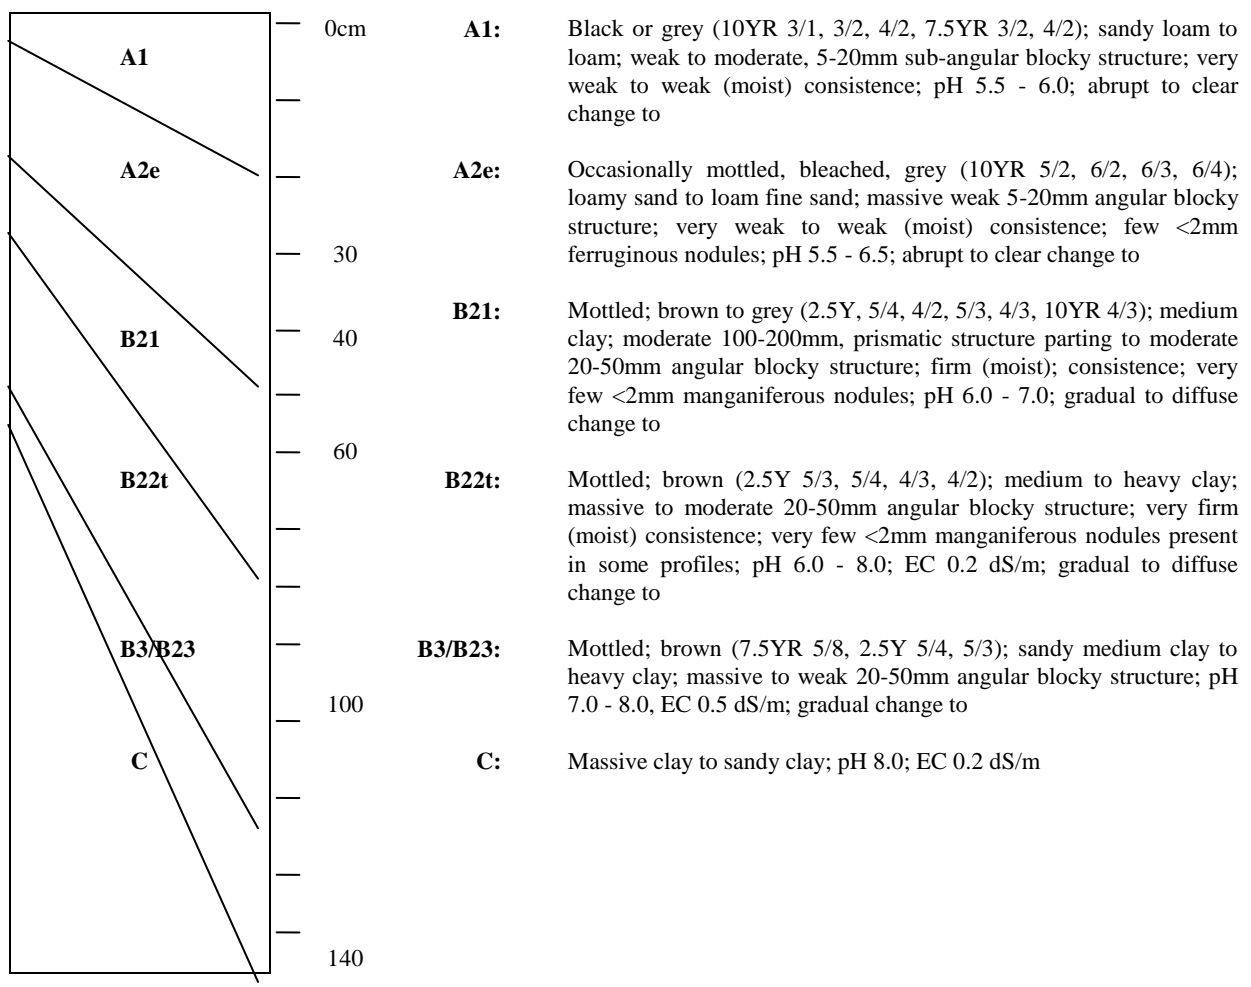 A1
A2e
B21
B22t
B3/B23
C
0cm
30
40
60
100
140
A1: Black or grey (10YR 3/1, 3/2, 4/2, 7.5YR 3/2, 4/2); sandy loam to
loam; weak to moderate, 5-20mm sub-angular blocky structure; very
weak to weak (moist) consistence; pH 5.5 - 6.0; abrupt to clear
change to
A2e: Occasionally mottled, bleached, grey (10YR 5/2, 6/2, 6/3, 6/4);
loamy sand to loam fine sand; massive weak 5-20mm angular blocky
structure; very weak to weak (moist) consistence; few <2mm
ferruginous nodules; pH 5.5 - 6.5; abrupt to clear change to
B21: Mottled; brown to grey (2.5Y, 5/4, 4/2, 5/3, 4/3, 10YR 4/3); medium
clay; moderate 100-200mm, prismatic structure parting to moderate
20-50mm angular blocky structure; firm (moist); consistence; very
few <2mm manganiferous nodules; pH 6.0 - 7.0; gradual to diffuse
change to
B22t: Mottled; brown (2.5Y 5/3, 5/4, 4/3, 4/2); medium to heavy clay;
massive to moderate 20-50mm angular blocky structure; very firm
(moist) consistence; very few <2mm manganiferous nodules present
in some profiles; pH 6.0 - 8.0; EC 0.2 dS/m; gradual to diffuse
change to
B3/B23: Mottled; brown (7.5YR 5/8, 2.5Y 5/4, 5/3); sandy medium clay to
heavy clay; massive to weak 20-50mm angular blocky structure; pH
7.0 - 8.0, EC 0.5 dS/m; gradual change to
C: Massive clay to sandy clay; pH 8.0; EC 0.2 dS/m